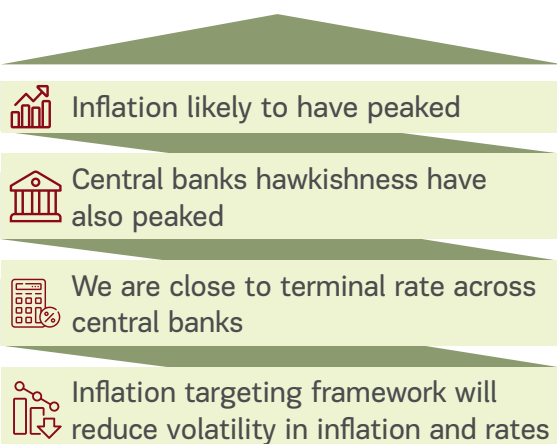 Inflation likely to have peaked
Central banks hawkishness have
also peaked
We are close to terminal rate across
central banks
Inflation targeting framework will
reduce volatility in inflation and rates